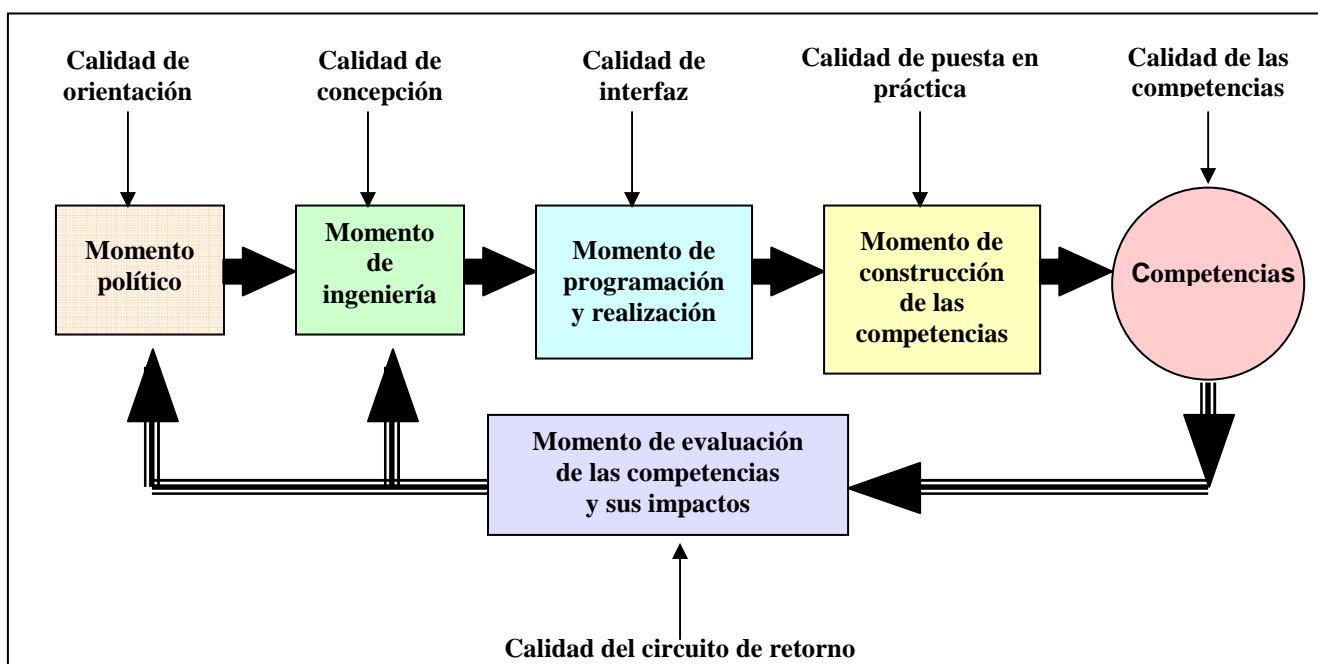 Calidad de
orientación
Calidad de
concepción
Calidad de
interfaz
Calidad de puesta en
práctica
Calidad de las
competencias
Momento
político
Momento
de
ingeniería
Momento de
programación
y realización
Momento de
construcción
de las
competencias
Competencias
Momento de evaluación
de las competencias
y sus impactos
Calidad del circuito de retorno